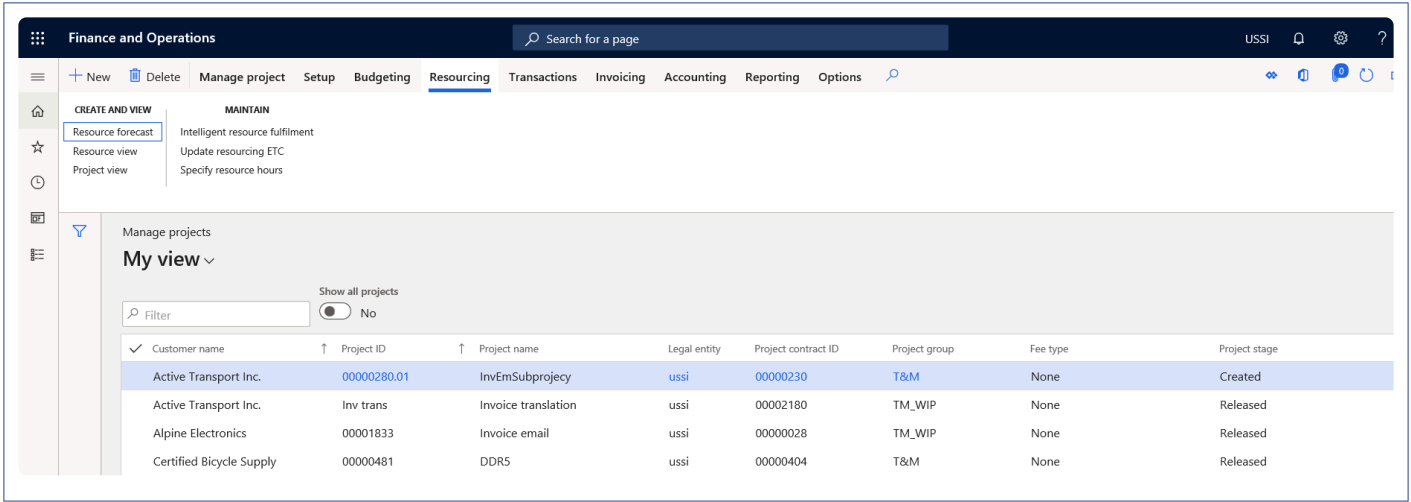 Finance and Operations Search for a page USSI ?
New Delete Manage project Setup Budgeting Resourcing Transactions Invoicing Accounting Reporting Options 0
CREATE AND VIEW MAINTAIN
Resource forecast Intelligent resource fulfilment
Resource view Update resourcing ETC
Project view Specify resource hours
Manage projects
My view
Show all projects
Filter No
Customer name ↑ Project ID ↑ Project name Legal entity Project contract ID Project group Fee type Project stage
Active Transport Inc. 00000280.01 InvEmSubprojecy ussi 00000230 T&M None Created
Active Transport Inc. Inv trans Invoice translation ussi 00002180 TM_WIP None Released
Alpine Electronics 00001833 Invoice email ussi 00000028 TM_WIP None Released
Certified Bicycle Supply 00000481 DDR5 ussi 00000404 T&M None Released